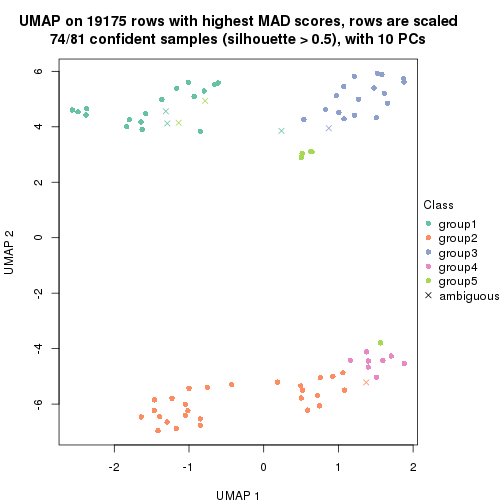 UMAP on 19175 rows with highest MAD scores, rows are scaled
74/81 confident samples (silhouette > 0.5), with 10 PCs
6
4
2
0
-2
-4
-6
UMAP 2
-2
-1
0
1
2
UMAP 1
Class
group1
group2
group3
group4
group5
ambiguous